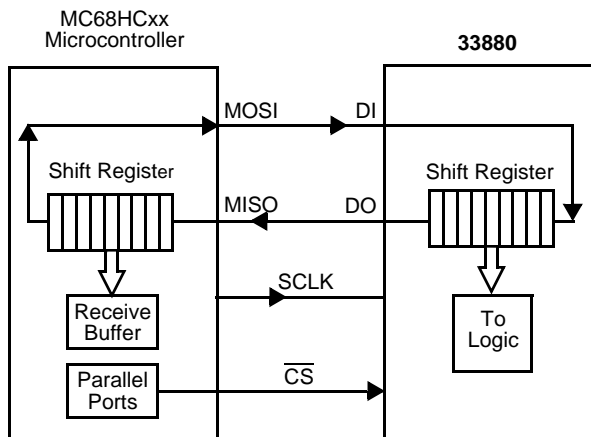 MC68HCxx
Microcontroller
33880
MOSI
DI
Shift Register
Shift Register
MISO
DO
SCLK
Receive
Buffer
To
Logic
Parallel
Ports
CS